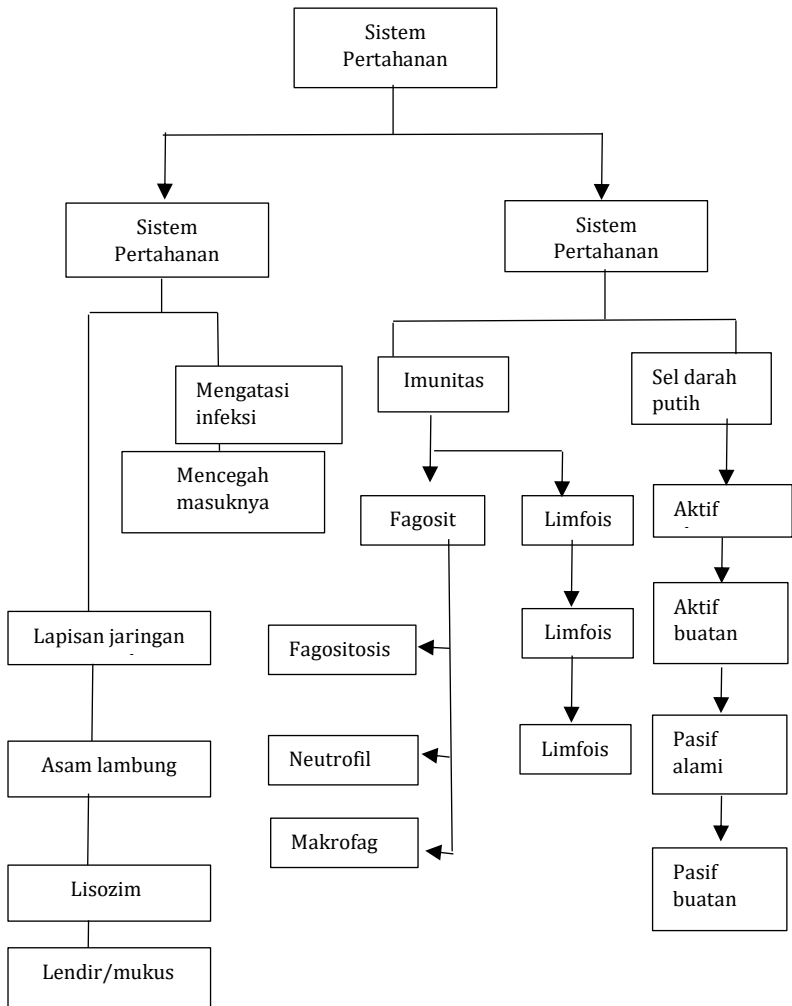 Sistem
Pertahanan
Sistem
Pertahanan
Sistem
Pertahanan
Mengatasi
infeksi
Mencegah
masuknya
Imunitas
Sel darah
putih
Fagosit
Limfois
Aktif
Lapisan jaringan
Fagositosis
Limfois
Aktif
buatan
Asam lambung
Neutrofil
Limfois
Pasif
alami
Makrofag
Lisozim
Pasif
buatan
Lendir/mukus